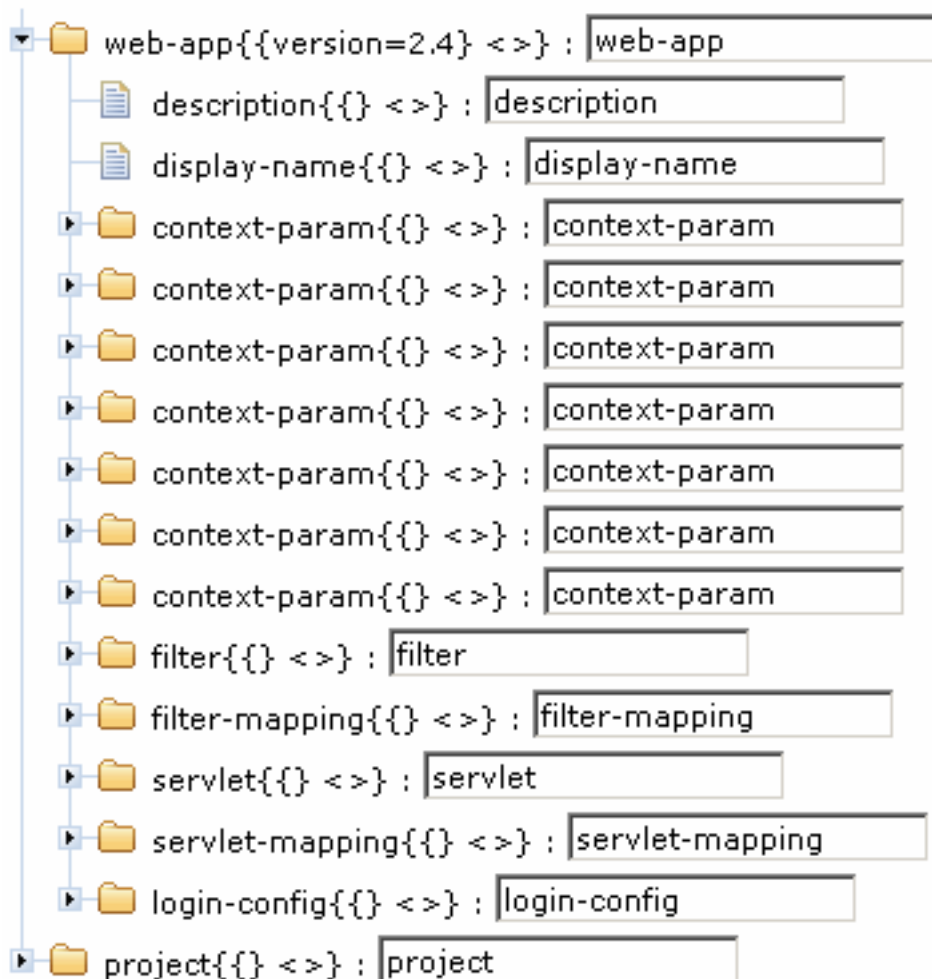 web-app{{version=2.4} <>} : web-app
description{{} <>} : description
display-name{{} <>} : display-name
context-param{{} <>} : context-param
context-param{{} <>} : context-param
context-param{{} <>} : context-param
context-param{{} <>} : context-param
context-param{{} <>} : context-param
context-param{{} <>} : context-param
context-param{{} <>} : context-param
filter{{} <>} : filter
filter-mapping{{} <>} : filter-mapping
servlet{{} <>} : servlet
servlet-mapping{{} <>} : servlet-mapping
login-config{{} <>} : login-config
project{{} <>} : project